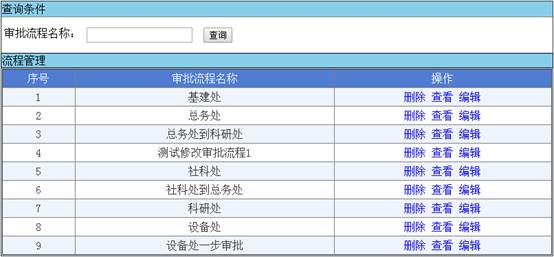 查询条件
审批流程名称： 查询
流程管理
序号 审批流程名称 操作
1 基建处 删除 查看 编辑
2 总务处 删除 查看 编辑
3 总务处到科研处 删除 查看 编辑
4 测试修改审批流程1 删除 查看 编辑
5 社科处 删除 查看 编辑
6 社科处到总务处 删除 查看 编辑
7 科研处 删除 查看 编辑
8 设备处 删除 查看 编辑
9 设备处一步审批 删除 查看 编辑